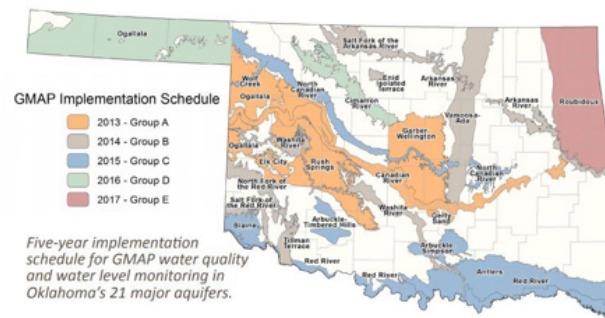 Ogallala
Salt Fork of the
Arkansas River
Wolf
Creek
Ogallala
North
Canadian
River
Enid
Isolated
Terrace
Arkansas
River
Cimarron
River
Arkansas
River
Roubidoux
Vamoosa-
Ada
Garber-
Wellington
GMAP Implementation Schedule
2013 - Group A
2014 - Group B
2015 - Group C
2016 - Group D
2017 - Group E
Ogallala
Washita
River
Elk City
Rush
Springs
Canadian
River
North
Canadian
River
North Fork of
the Red River
Salt Fork of
the Red River
Washita
River
Gerty
Sand
Blaine
Arbuckle-
Timbered Hills
Tillman
Terrace
Arbuckle
Simpson
Red River
Red River
Antlers
Red River
Five-year implementation
schedule for GMAP water quality
and water level monitoring in
Oklahoma's 21 major aquifers.